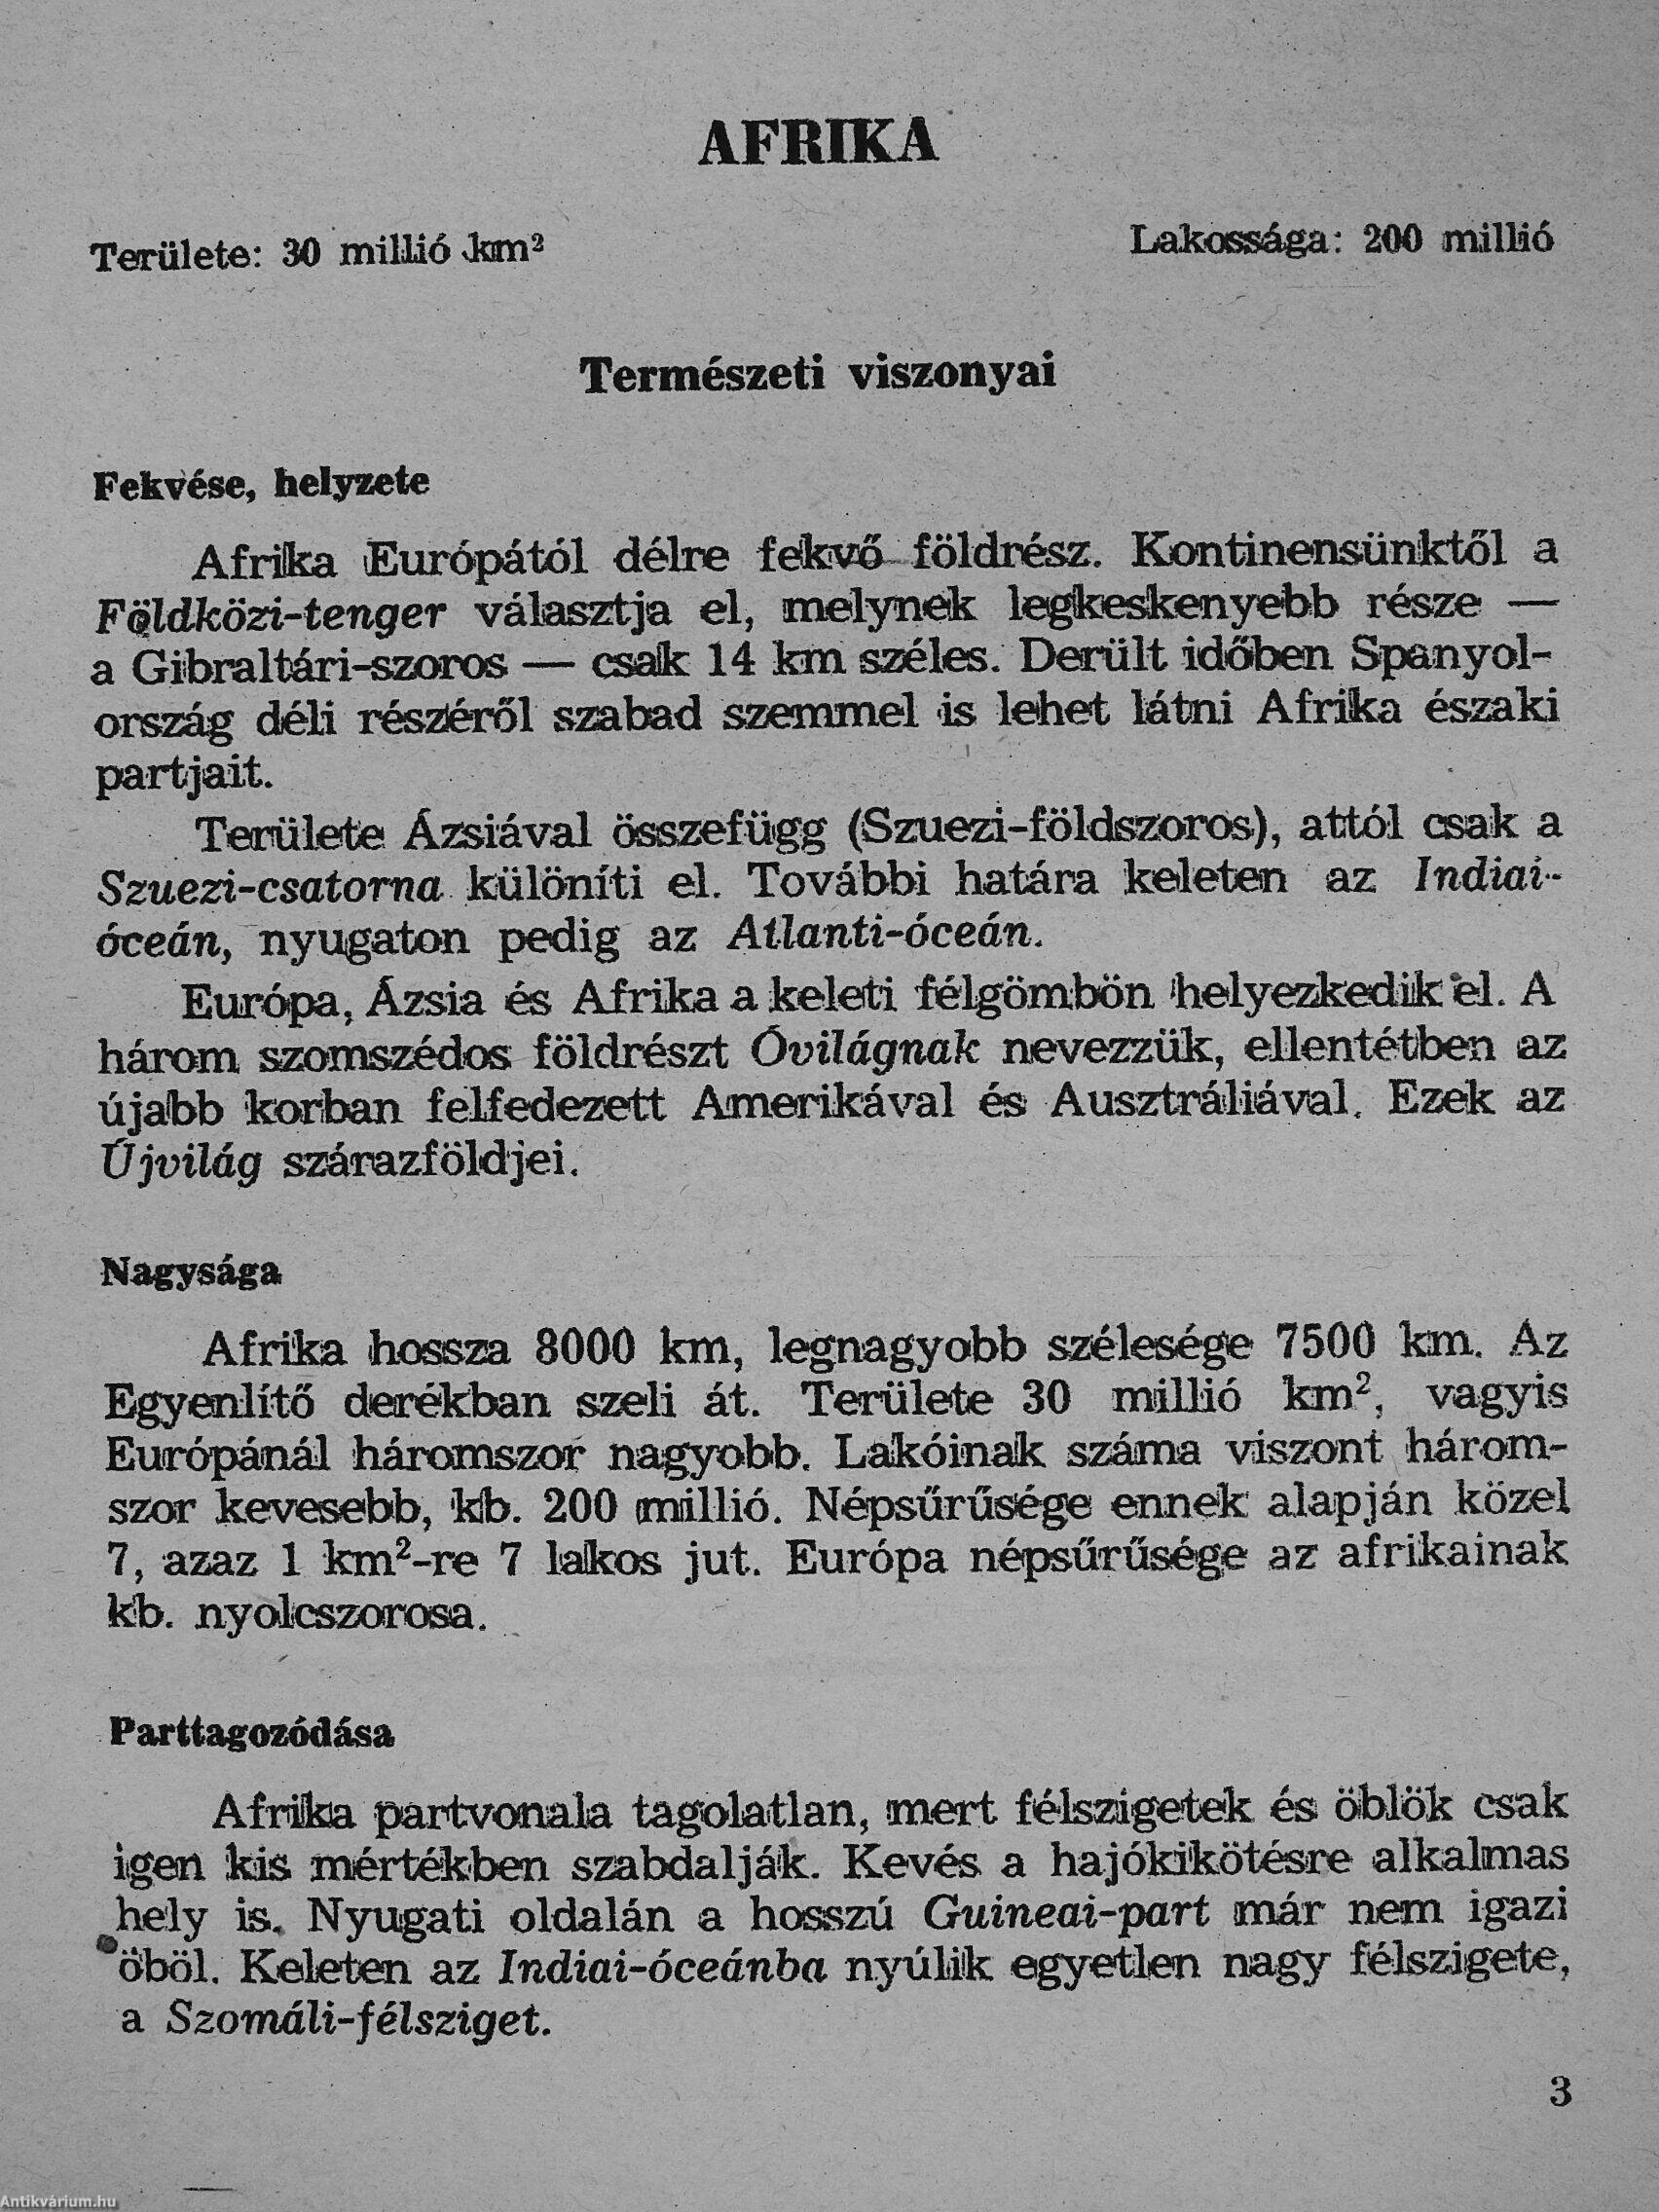 AFRIKA
Területe: 30 millió km²
Lakossága: 200 millió
Természeti viszonyai
Fekvése, helyzete
Afrika Európától délre fekvő földrész. Kontinensünktől a
Földközi-tenger választja el, melynek legkeskenyebb része —
a Gibraltári-szoros — csak 14 km széles. Derült időben Spanyol-
ország déli részéről szabad szemmel is lehet látni Afrika északi
partjait.
Területe Ázsiával összefügg (Szuezi-földszoros), attól csak a
Szuezi-csatorna különíti el. További határa keleten az Indiai-
óceán, nyugaton pedig az Atlanti-óceán.
Európa, Ázsia és Afrika a keleti félgömbön helyezkedik el. A
három szomszédos földrészt Óvilágnak nevezzük, ellentétben az
újabb korban felfedezett Amerikával és Ausztráliával. Ezek az
Újvilág szárazföldjei.
Nagysága
Afrika hossza 8000 km, legnagyobb szélesége 7500 km. Az
Egyenlítő derékban szeli át. Területe 30 millió km², vagyis
Európánál háromszor nagyobb. Lakóinak száma viszont három-
szor kevesebb, kb. 200 millió. Népsűrűsége ennek alapján közel
7, azaz 1 km²-re 7 lakos jut. Európa népsűrűsége az afrikainak
kb. nyolcszorosa.
Parttagozódása
Afrika partvonala tagolatlan, mert félszigetek és öblök csak
igen kis mértékben szabdalják. Kevés a hajókikötésre alkalmas
hely is. Nyugati oldalán a hosszú Guineai-part már nem igazi
öböl. Keleten az Indiai-óceánba nyúlik egyetlen nagy félszigete,
a Szomáli-félsziget.
3
Antikvárium.hu